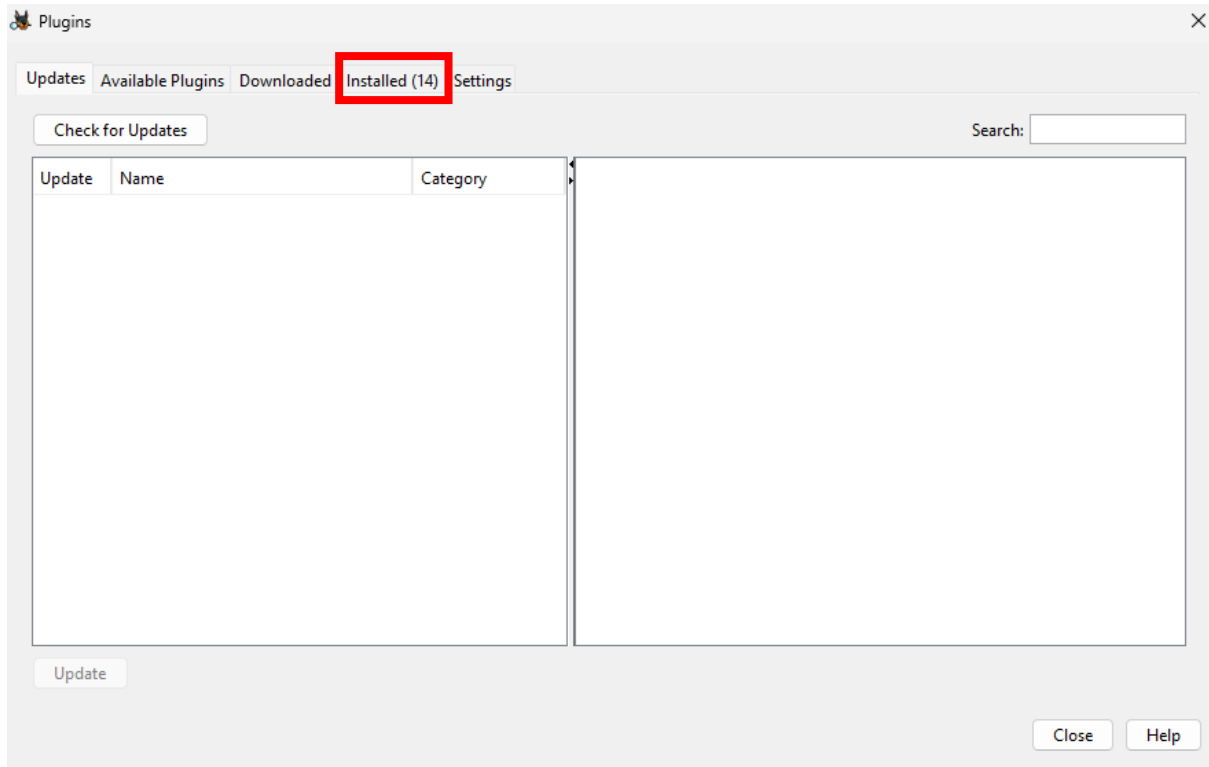 Plugins
Updates Available Plugins Downloaded Installed (14) Settings
Check for Updates Search:
Update Name Category
Update
Close Help